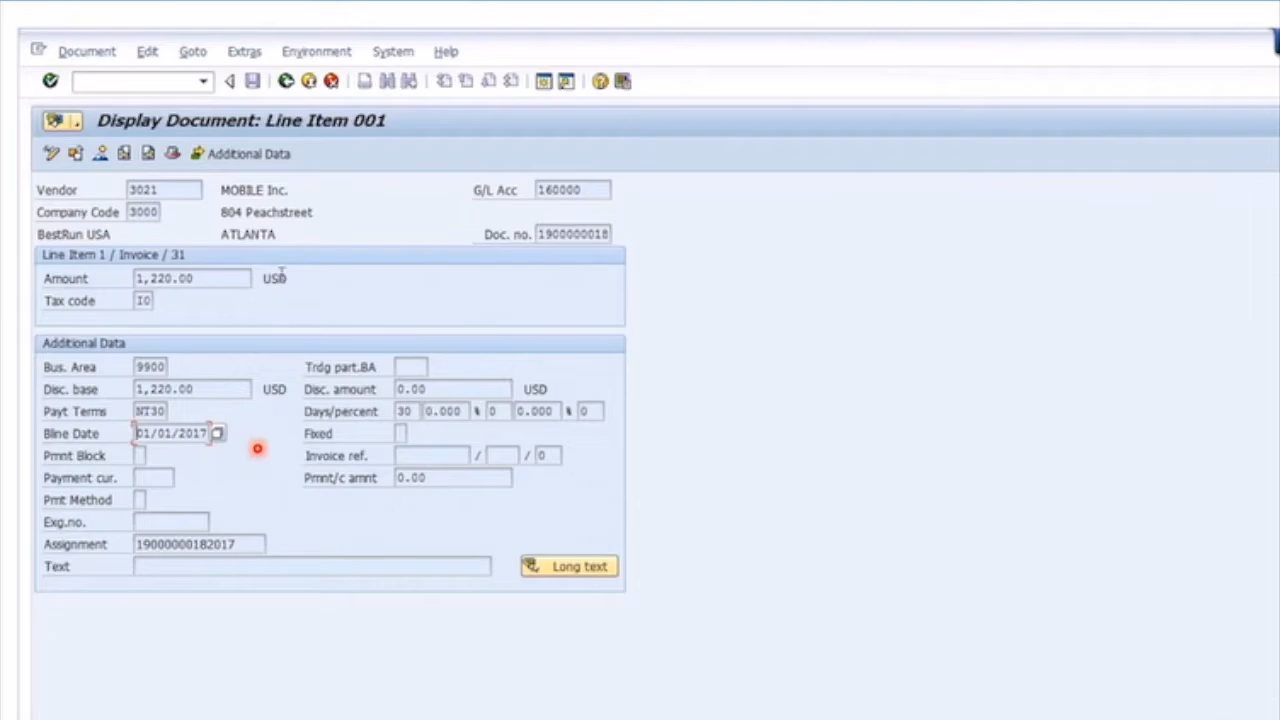 Document Edit Goto Extras Environment System Help
Display Document: Line Item 001
Additional Data
Vendor 3021 MOBILE Inc. G/L Acc 160000
Company Code 3000 804 Peachstreet
BestRun USA ATLANTA Doc. no. 1900000018
Line Item 1 / Invoice / 31
Amount 1,220.00 USD
Tax code I0
Additional Data
Bus. Area 9900 Trdg part.BA
Disc. base 1,220.00 USD Disc. amount 0.00 USD
Payt Terms NT30 Days/percent 30 0.000 % 0 0.000 % 0
Bline Date 01/01/2017 Fixed
Pmnt Block Invoice ref. / / 0
Payment cur. Pmnt/c amnt 0.00
Pmt Method
Exg.no.
Assignment 19000000182017
Text Long text